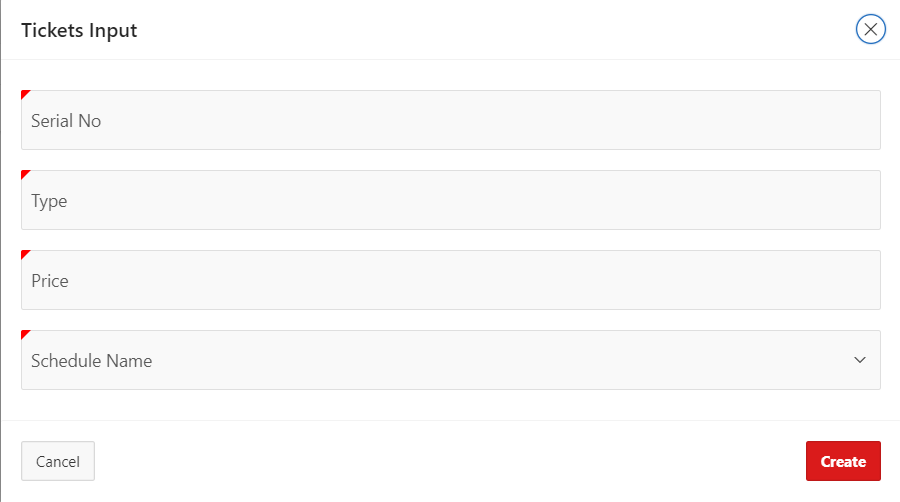 Tickets Input
Serial No
Type
Price
Schedule Name
Cancel
Create